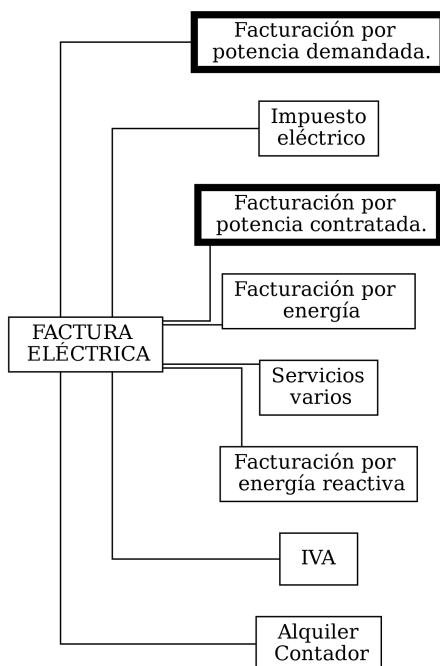 Facturación por
potencia demandada.
Impuesto
eléctrico
Facturación por
potencia contratada.
Facturación por
energía
FACTURA
ELÉCTRICA
Servicios
varios
Facturación por
energía reactiva
IVA
Alquiler
Contador